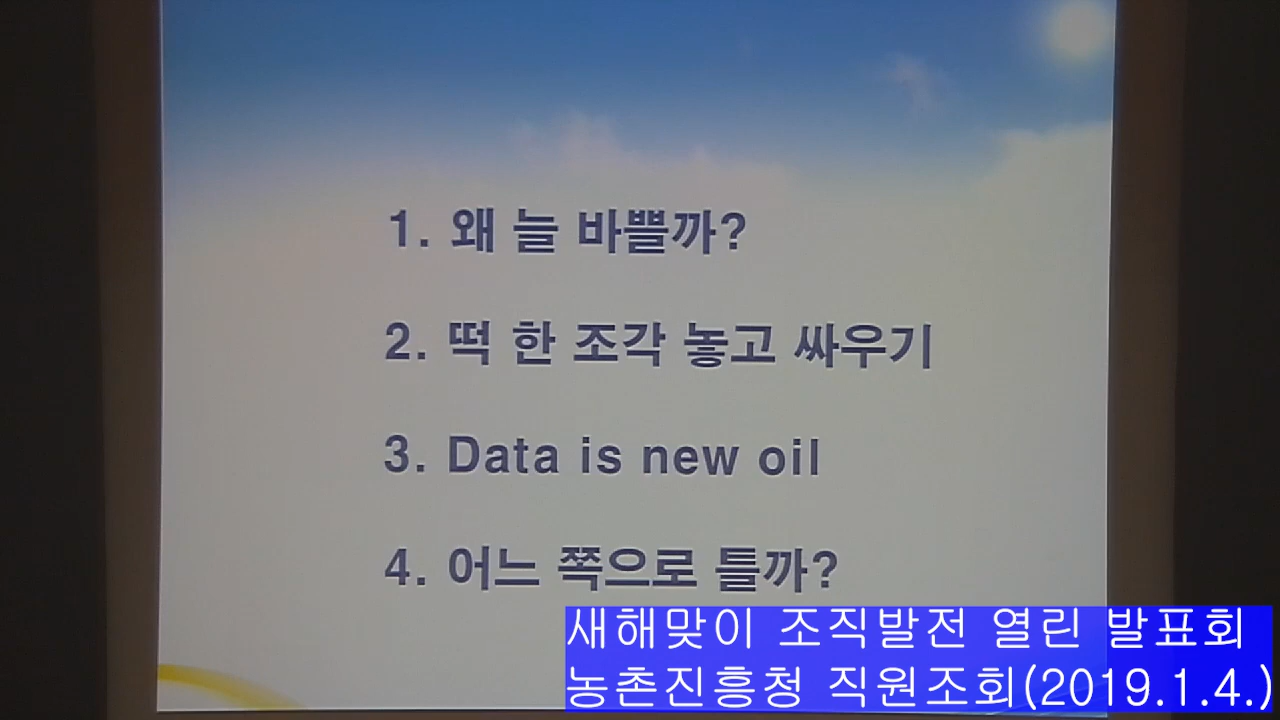 1. 왜 늘 바쁠까?
2. 떡 한 조각 놓고 싸우기
3. Data is new oil
4. 어느 쪽으로 틀까?
새해맞이 조직발전 열린 발표회
농촌진흥청 직원조회(2019.1.4.)